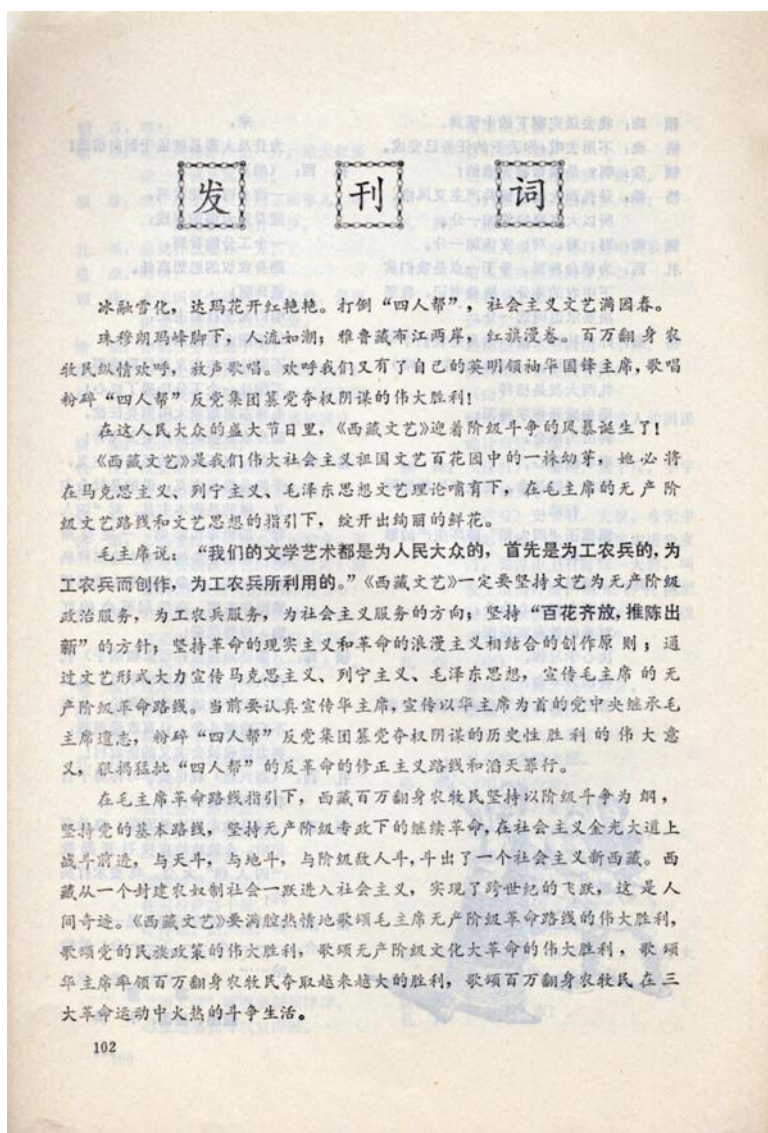 发刊词
冰融雪化，达玛花开红艳艳。打倒“四人帮”，社会主义文艺满园春。
珠穆朗玛峰脚下，人流如潮；雅鲁藏布江两岸，红旗漫卷。百万翻身农
牧民纵情欢呼，放声歌唱。欢呼我们又有了自己的英明领袖华国锋主席，歌唱
粉碎“四人帮”反党集团篡党夺权阴谋的伟大胜利！
在这人民大众的盛大节日里，《西藏文艺》迎着阶级斗争的风暴诞生了！
《西藏文艺》是我们伟大社会主义祖国文艺百花园中的一株幼芽，她必将
在马克思主义、列宁主义、毛泽东思想文艺理论哺育下，在毛主席的无产阶
级文艺路线和文艺思想的指引下，绽开出绚丽的鲜花。
毛主席说：“我们的文学艺术都是为人民大众的，首先是为工农兵的，为
工农兵而创作，为工农兵所利用的。”《西藏文艺》一定要坚持文艺为无产阶级
政治服务，为工农兵服务，为社会主义服务的方向；坚持“百花齐放，推陈出
新”的方针；坚持革命的现实主义和革命的浪漫主义相结合的创作原则；通
过文艺形式大力宣传马克思主义、列宁主义、毛泽东思想，宣传毛主席的无
产阶级革命路线。当前要认真宣传华主席，宣传以华主席为首的党中央继承毛
主席遗志，粉碎“四人帮”反党集团篡党夺权阴谋的历史性胜利的伟大意
义，狠揭猛批“四人帮”的反革命的修正主义路线和滔天罪行。
在毛主席革命路线指引下，西藏百万翻身农牧民坚持以阶级斗争为纲，
坚持党的基本路线，坚持无产阶级专政下的继续革命，在社会主义金光大道上
战斗前进，与天斗，与地斗，与阶级敌人斗，斗出了一个社会主义新西藏。西
藏从一个封建农奴制社会一跃进入社会主义，实现了跨世纪的飞跃，这是人
间奇迹。《西藏文艺》要满腔热情地歌颂毛主席无产阶级革命路线的伟大胜利，
歌颂党的民族政策的伟大胜利，歌颂无产阶级文化大革命的伟大胜利，歌颂
华主席率领百万翻身农牧民夺取越来越大的胜利，歌颂百万翻身农牧民在三
大革命运动中火热的斗争生活。
102